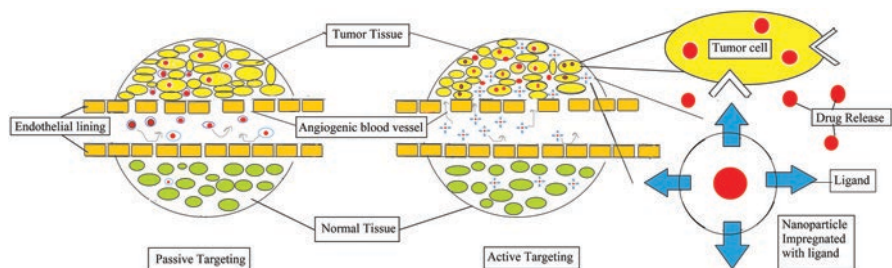 Tumor Tissue
Endothelial lining
Angiogenic blood vessel
Normal Tissue
Passive Targeting
Active Targeting
Tumor cell
Drug Release
Ligand
Nanoparticle
Impregnated
with ligand